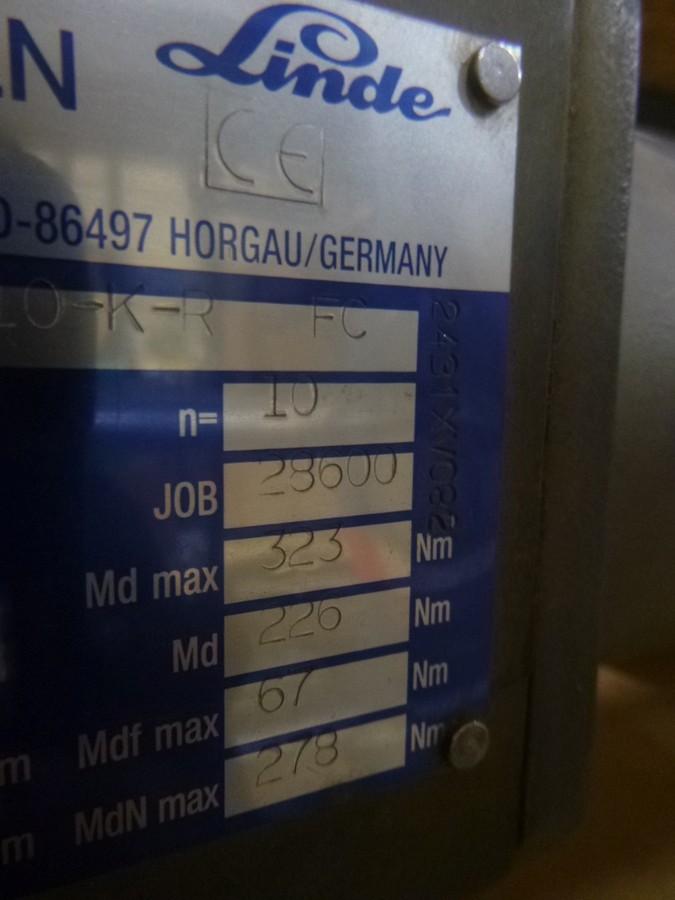 N Linde
CE
D-86497 HORGAU/GERMANY
10-K-R FC
n= 10
JOB 28600
Md max 323 Nm
Md 226 Nm
Mdf max 67 Nm
m MdN max 278 Nm
m
2431XV082